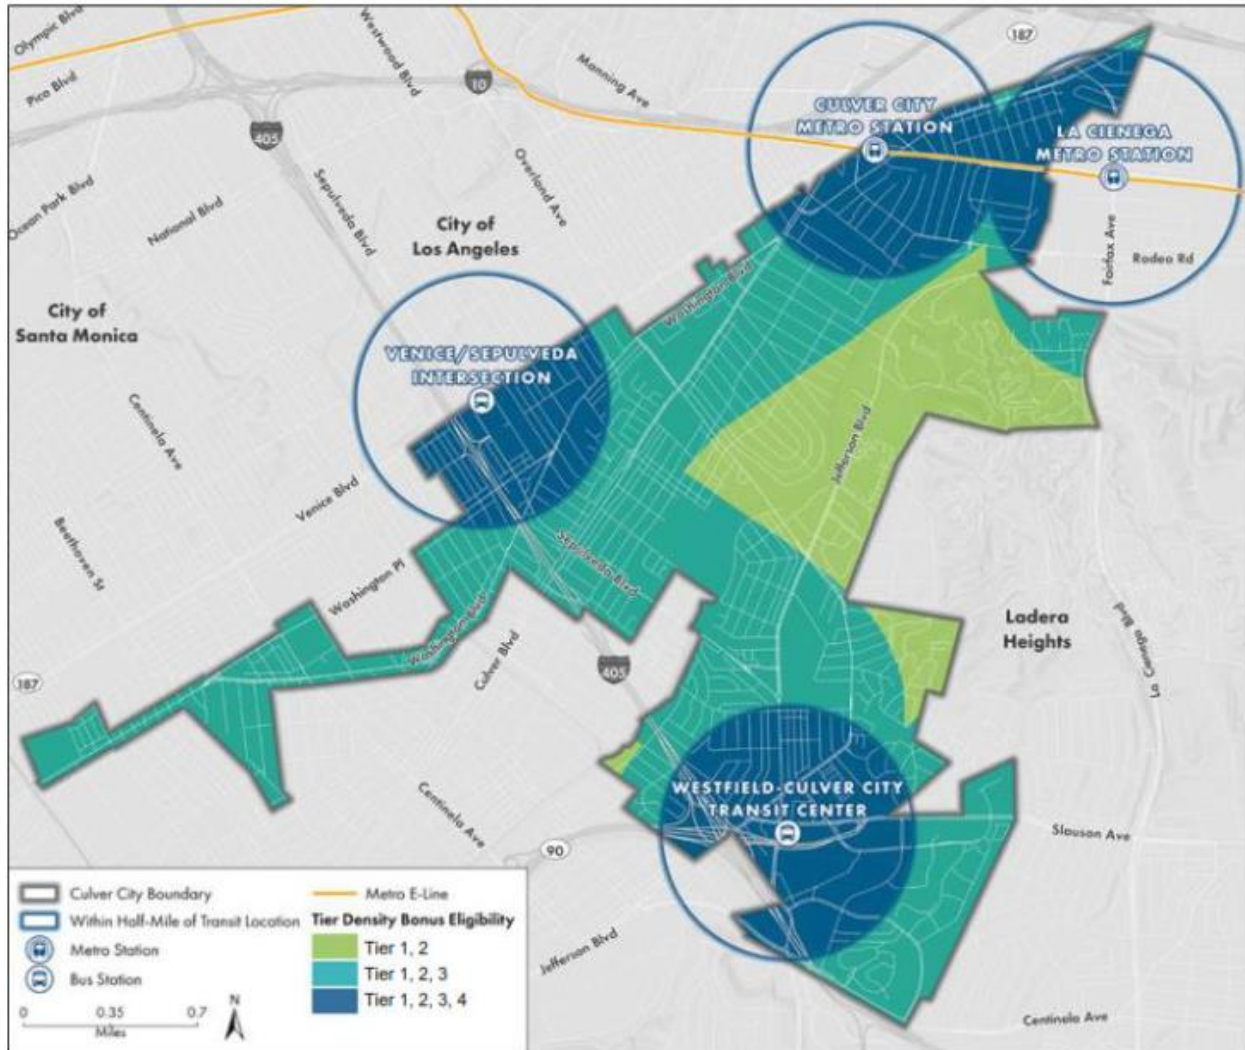 Olympic Blvd
Pico Blvd
Westwood Blvd
10
Manning Ave
187
405
CULVER CITY
METRO STATION
LA CIENEGA
METRO STATION
Ocean Park Blvd
National Blvd
Sepulveda Blvd
Overland Ave
City of
Los Angeles
Fairfax Ave
Rodeo Rd
Washington Blvd
City of
Santa Monica
VENICE/SEPULVEDA
INTERSECTION
Centinela Ave
Jefferson Blvd
Venice Blvd
Beethoven St
Washington Pl
Sepulveda Blvd
Washington Blvd
Culver Blvd
Ladera
Heights
La Cienega Blvd
187
405
WESTFIELD-CULVER CITY
TRANSIT CENTER
Centinela Ave
90
Slauson Ave
Jefferson Blvd
Centinela Ave
Culver City Boundary
Within Half-Mile of Transit Location
Metro Station
Bus Station
0 0.35 0.7
Miles
N
Metro E-Line
Tier Density Bonus Eligibility
Tier 1, 2
Tier 1, 2, 3
Tier 1, 2, 3, 4